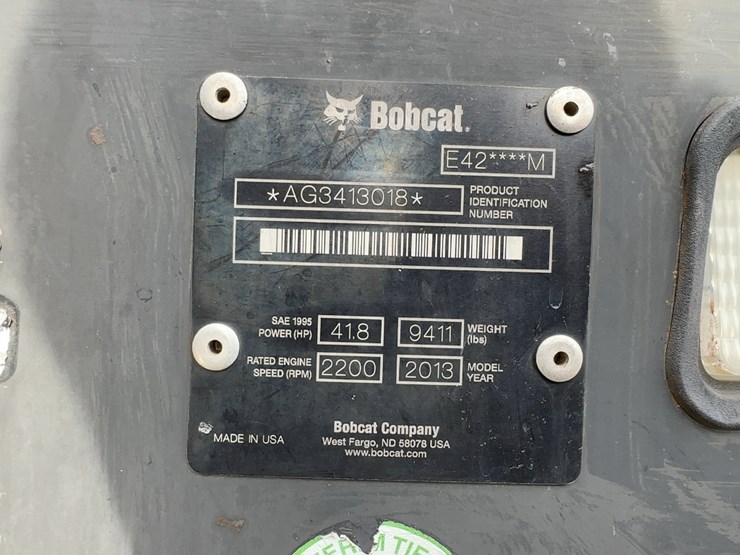 Bobcat.
E42****M
*AG3413018*
PRODUCT
IDENTIFICATION
NUMBER
SAE 1995
POWER (HP) 41.8 9411 WEIGHT
(lbs)
RATED ENGINE
SPEED (RPM) 2200 2013 MODEL
YEAR
MADE IN USA
Bobcat Company
West Fargo, ND 58078 USA
www.bobcat.com